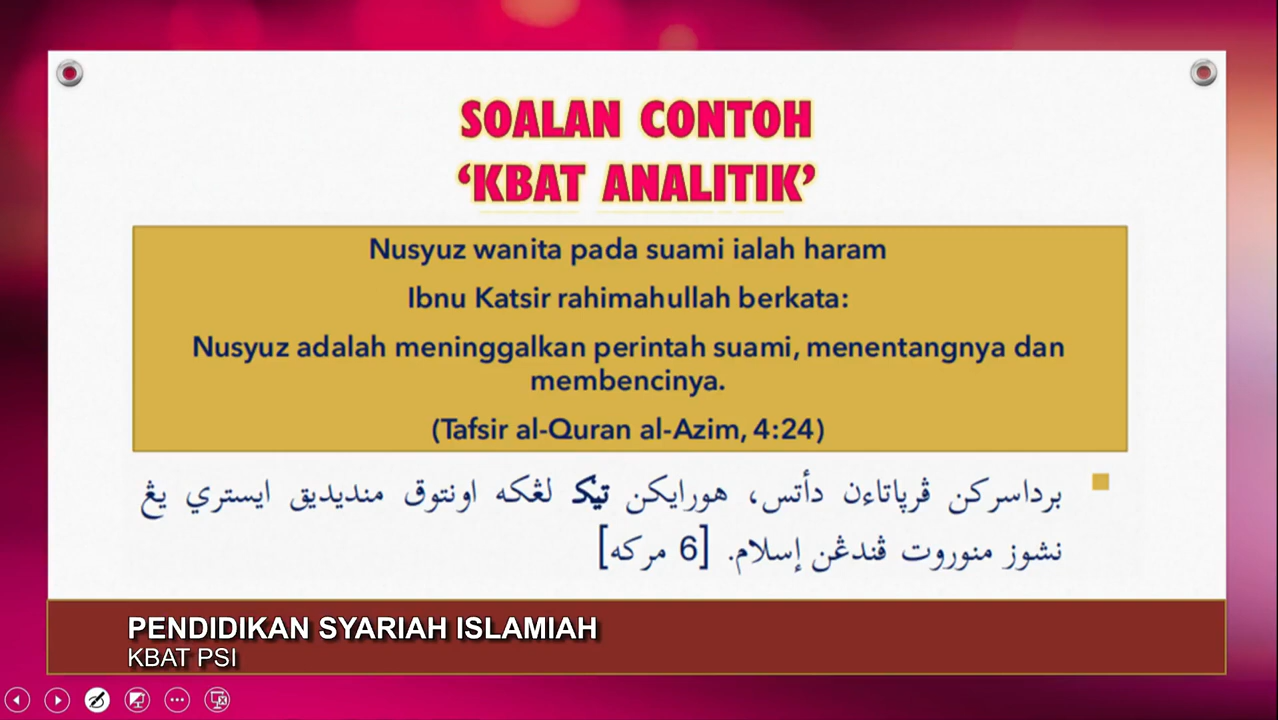 SOALAN CONTOH
‘KBAT ANALITIK’
Nusyuz wanita pada suami ialah haram
Ibnu Katsir rahimahullah berkata:
Nusyuz adalah meninggalkan perintah suami, menentangnya dan
membencinya.
(Tafsir al-Quran al-Azim, 4:24)
برداسركن ڤرڽاتاءن دأتس، هورايكن تيݢ لڠكه اونتوق منديديق ايستري يڠ
نشوز منوروت ڤندڠن إسلام. [6 مركه]
PENDIDIKAN SYARIAH ISLAMIAH
KBAT PSI